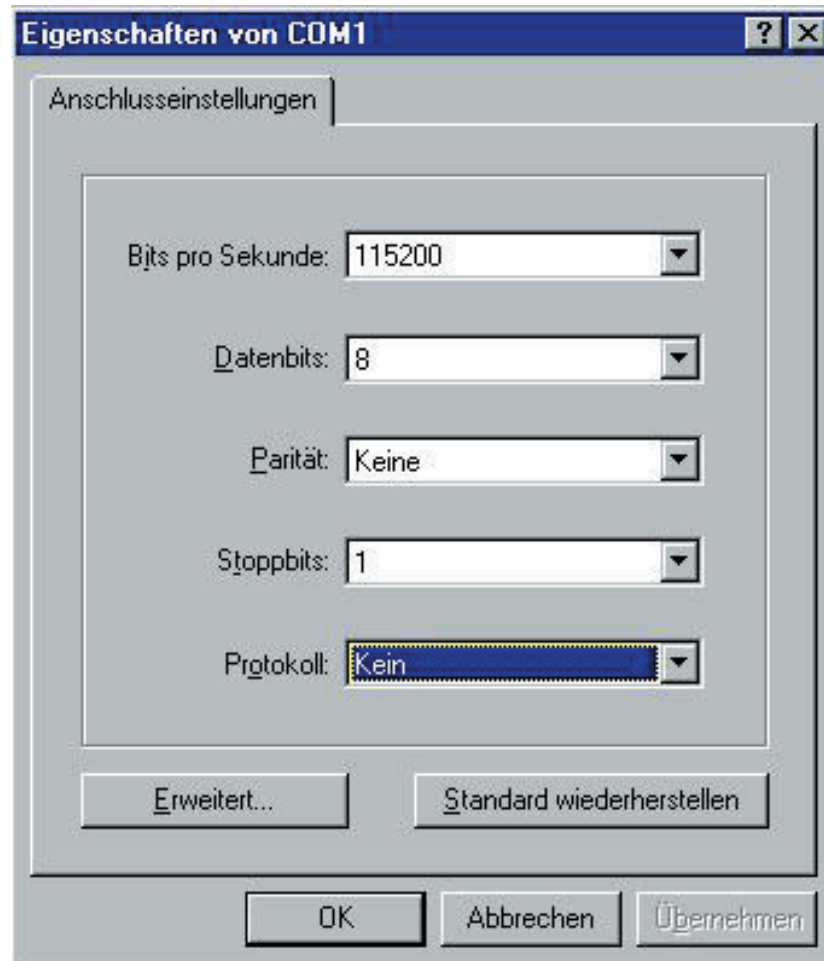 Eigenschaften von COM1
Anschlusseinstellungen
Bits pro Sekunde: 115200
Datenbits: 8
Parität: Keine
Stoppbits: 1
Protokoll: Kein
Erweitert... Standard wiederherstellen
OK Abbrechen Übernehmen